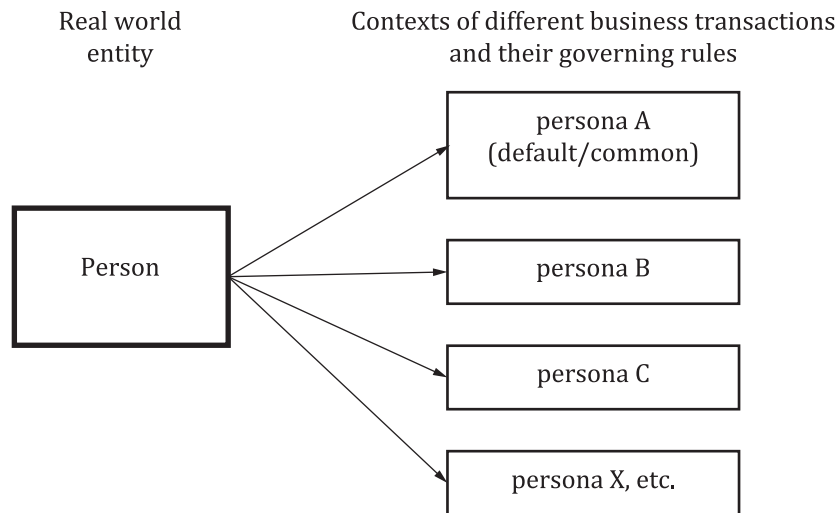 Real world
entity
Contexts of different business transactions
and their governing rules
persona A
(default/common)
Person
persona B
persona C
persona X, etc.